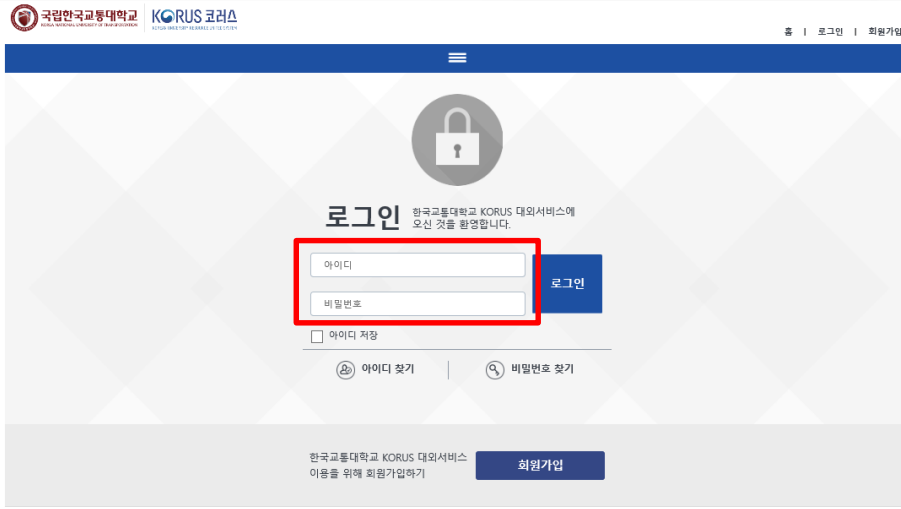 국립한국교통대학교 KORUS 코러스
KOREA NATIONAL UNIVERSITY OF TRANSPORTATION
홈 | 로그인 | 회원가입
로그인
한국교통대학교 KORUS 대외서비스에
오신 것을 환영합니다.
아이디
비밀번호
로그인
아이디 저장
아이디 찾기
비밀번호 찾기
한국교통대학교 KORUS 대외서비스
이용을 위해 회원가입하기
회원가입